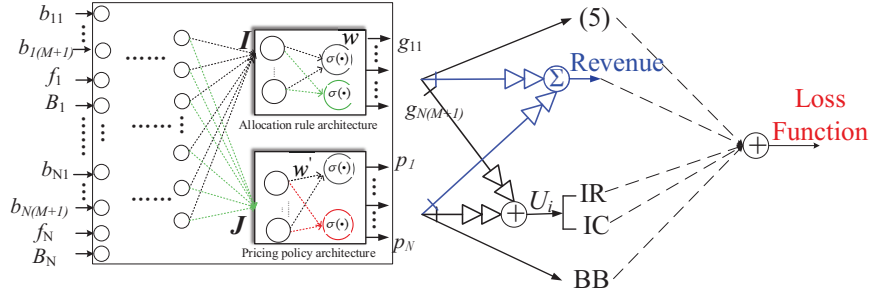 b11
b1(M+1)
f1
B1
bN1
bN(M+1)
fN
BN
......
......
......
......
I
J
w
σ(•)
σ(•)
Allocation rule architecture
w'
σ(•)
σ(•)
Pricing policy architecture
g11
gN(M+1)
p1
pN
(5)
Σ
Revenue
+
Ui
IR
IC
BB
+
Loss
Function